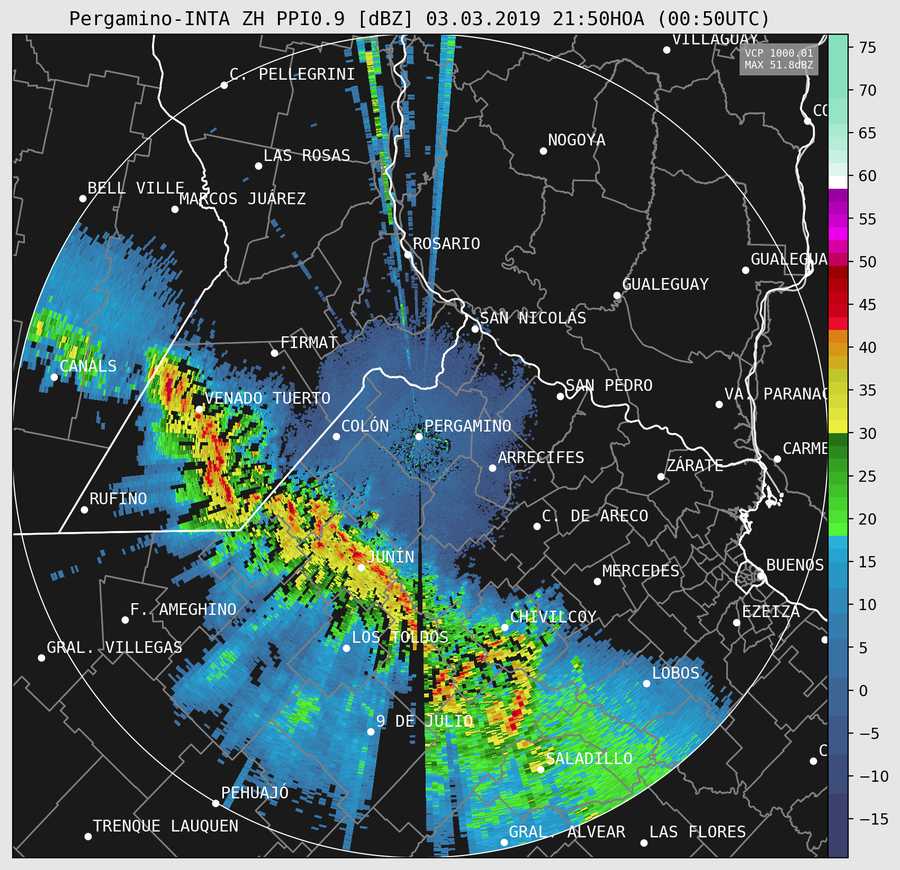 Pergamino-INTA ZH PPI0.9 [dBZ] 03.03.2019 21:50HOA (00:50UTC)
VILLAGUAY
VCP 1000.01
MAX 51.8dBZ
75
C. PELLEGRINI
70
CO
65
NOGOYA
LAS ROSAS
60
BELL VILLE
MARCOS JUÁREZ
55
ROSARIO
GUALEGUA
50
GUALEGUAY
45
SAN NICOLÁS
FIRMAT
40
CANALS
SAN PEDRO
VENADO TUERTO
VA. PARANAC
35
COLÓN
PERGAMINO
30
CARME
ARRECIFES
ZÁRATE
25
RUFINO
C. DE ARECO
20
JUNÍN
MERCEDES
BUENOS
15
F. AMEGHINO
CHIVILCOY
EZEIZA
10
GRAL. VILLEGAS
LOS TOLDOS
5
LOBOS
0
9 DE JULIO
-5
SALADILLO
C
-10
PEHUAJÓ
-15
TRENQUE LAUQUEN
GRAL. ALVEAR
LAS FLORES